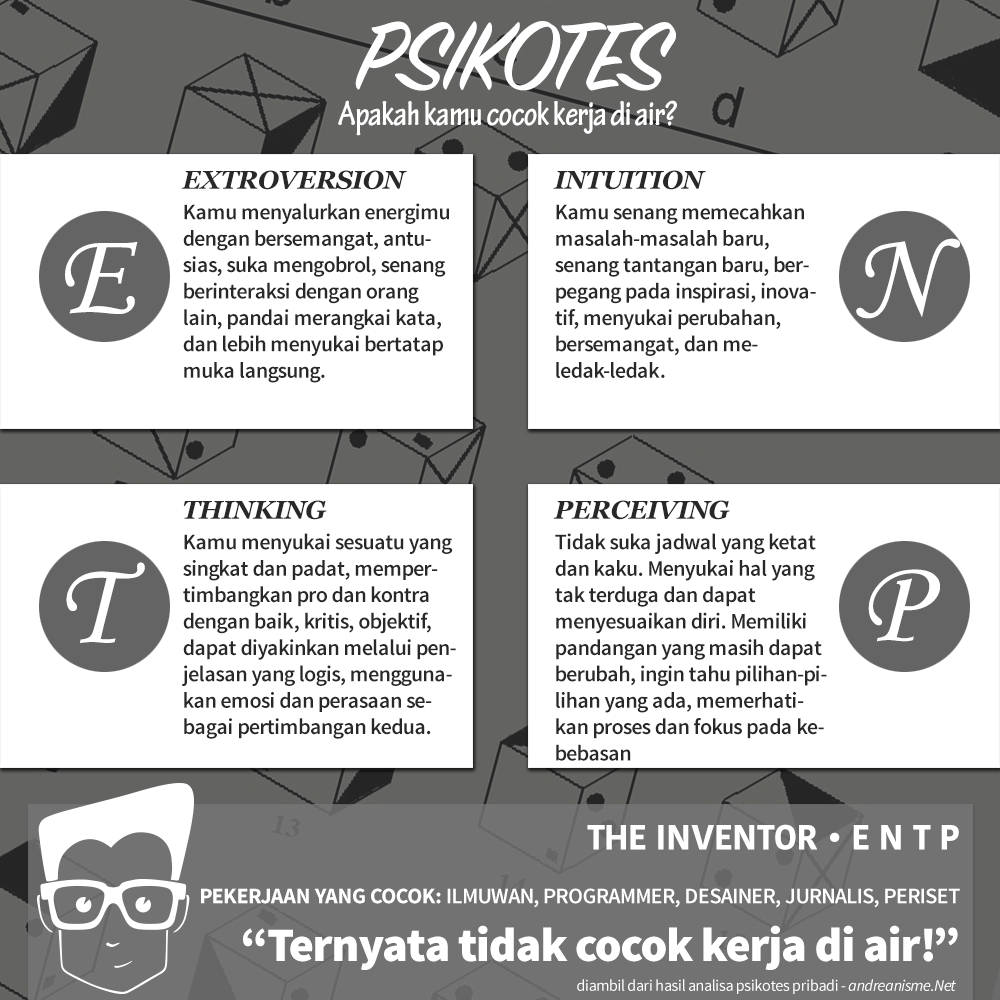 PSIKOTES
Apakah kamu cocok kerja di air?
d
E
EXTROVERSION
Kamu menyalurkan energimu
dengan bersemangat, antu-
sias, suka mengobrol, senang
berinteraksi dengan orang
lain, pandai merangkai kata,
dan lebih menyukai bertatap
muka langsung.
INTUITION
Kamu senang memecahkan
masalah-masalah baru,
senang tantangan baru, ber-
pegang pada inspirasi, inova-
tif, menyukai perubahan,
bersemangat, dan me-
ledak-ledak.
N
T
THINKING
Kamu menyukai sesuatu yang
singkat dan padat, memper-
timbangkan pro dan kontra
dengan baik, kritis, objektif,
dapat diyakinkan melalui pen-
jelasan yang logis, mengguna-
kan emosi dan perasaan se-
bagai pertimbangan kedua.
PERCEIVING
Tidak suka jadwal yang ketat
dan kaku. Menyukai hal yang
tak terduga dan dapat
menyesuaikan diri. Memiliki
pandangan yang masih dapat
berubah, ingin tahu pilihan-pi-
lihan yang ada, memerhati-
kan proses dan fokus pada ke-
bebasan
P
13
THE INVENTOR • E N T P
PEKERJAAN YANG COCOK: ILMUWAN, PROGRAMMER, DESAINER, JURNALIS, PERISET
“Ternyata tidak cocok kerja di air!”
diambil dari hasil analisa psikotes pribadi - andreanisme.Net